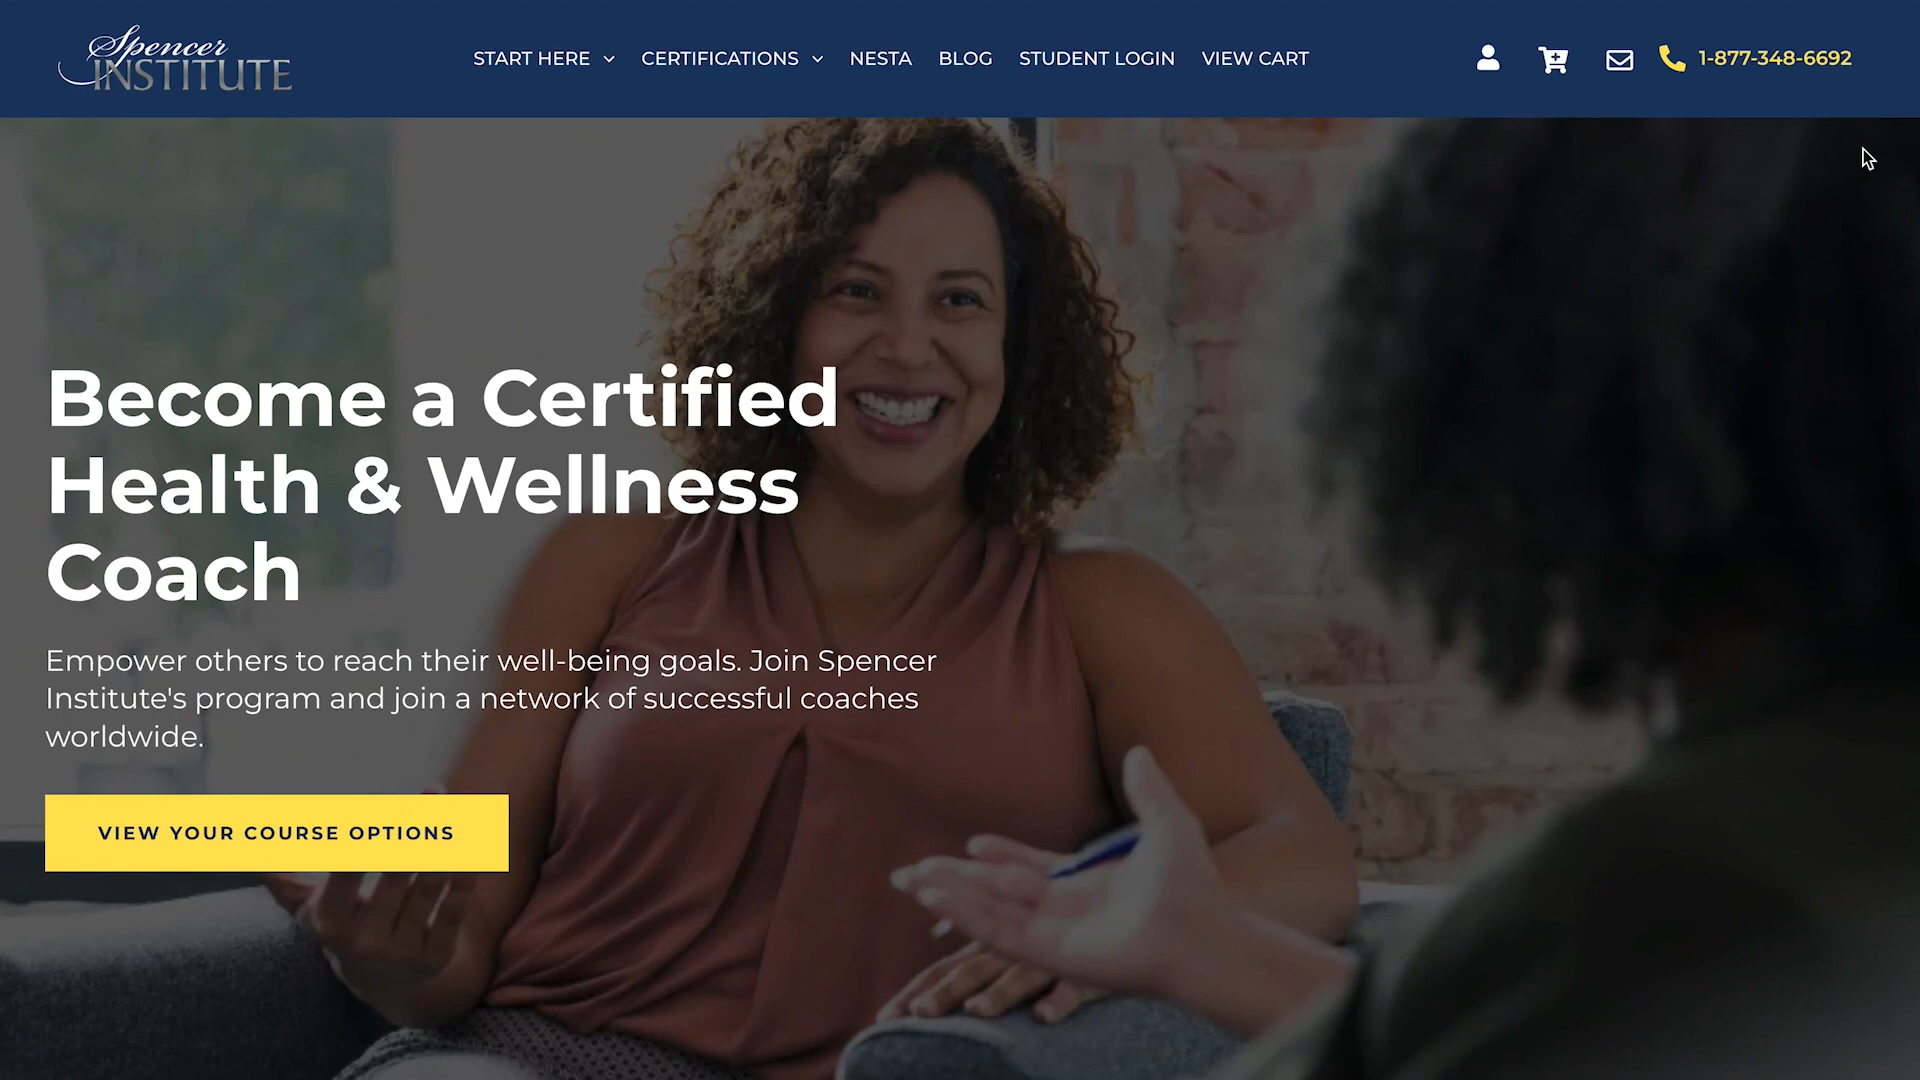 Spencer
INSTITUTE
START HERE
CERTIFICATIONS
NESTA
BLOG
STUDENT LOGIN
VIEW CART
1-877-348-6692
Become a Certified
Health & Wellness
Coach
Empower others to reach their well-being goals. Join Spencer
Institute's program and join a network of successful coaches
worldwide.
VIEW YOUR COURSE OPTIONS